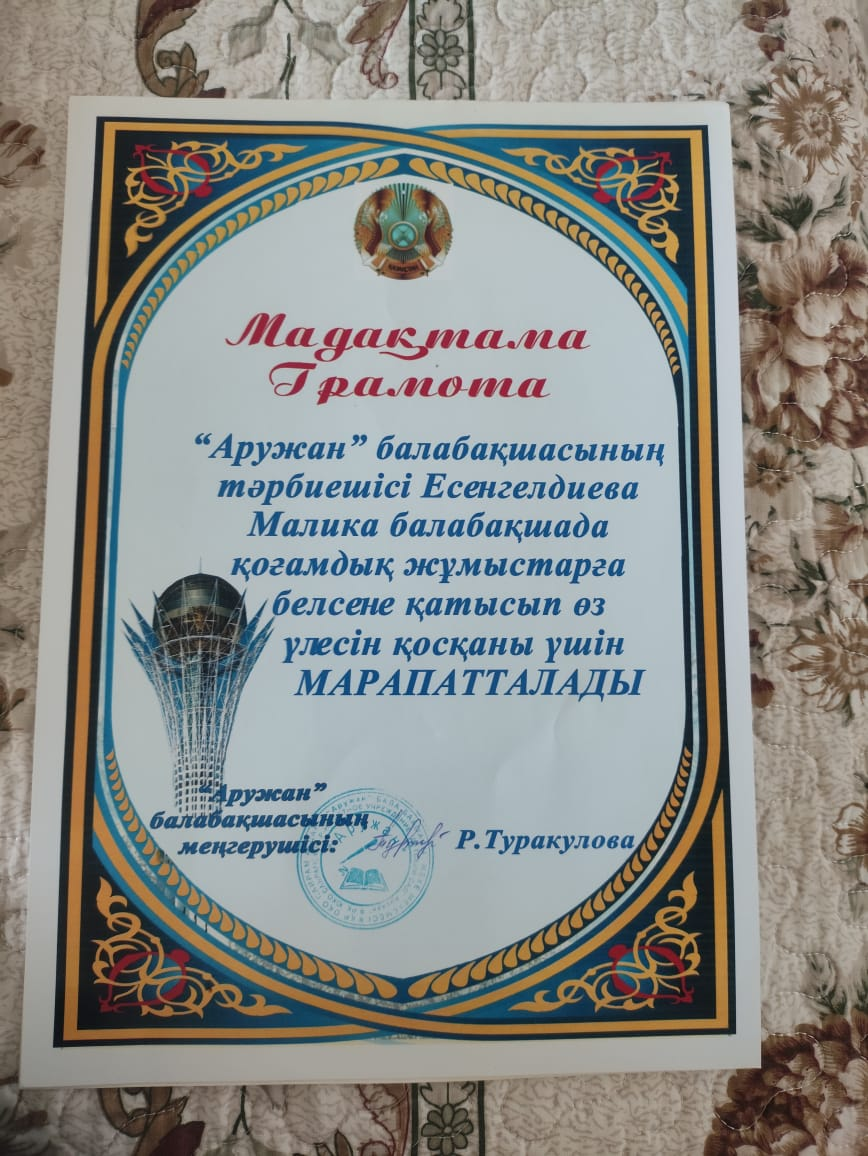 ҚАЗАҚСТАН
Мадақтама
Грамота
“Аружан” балабақшасының
тәрбиешісі Есенгелдиева
Малика балабақшада
қоғамдық жұмыстарға
белсене қатысып өз
үлесін қосқаны үшін
МАРАПАТТАЛАДЫ
“Аружан”
балабақшасының
меңгерушісі:
Р.Туракулова